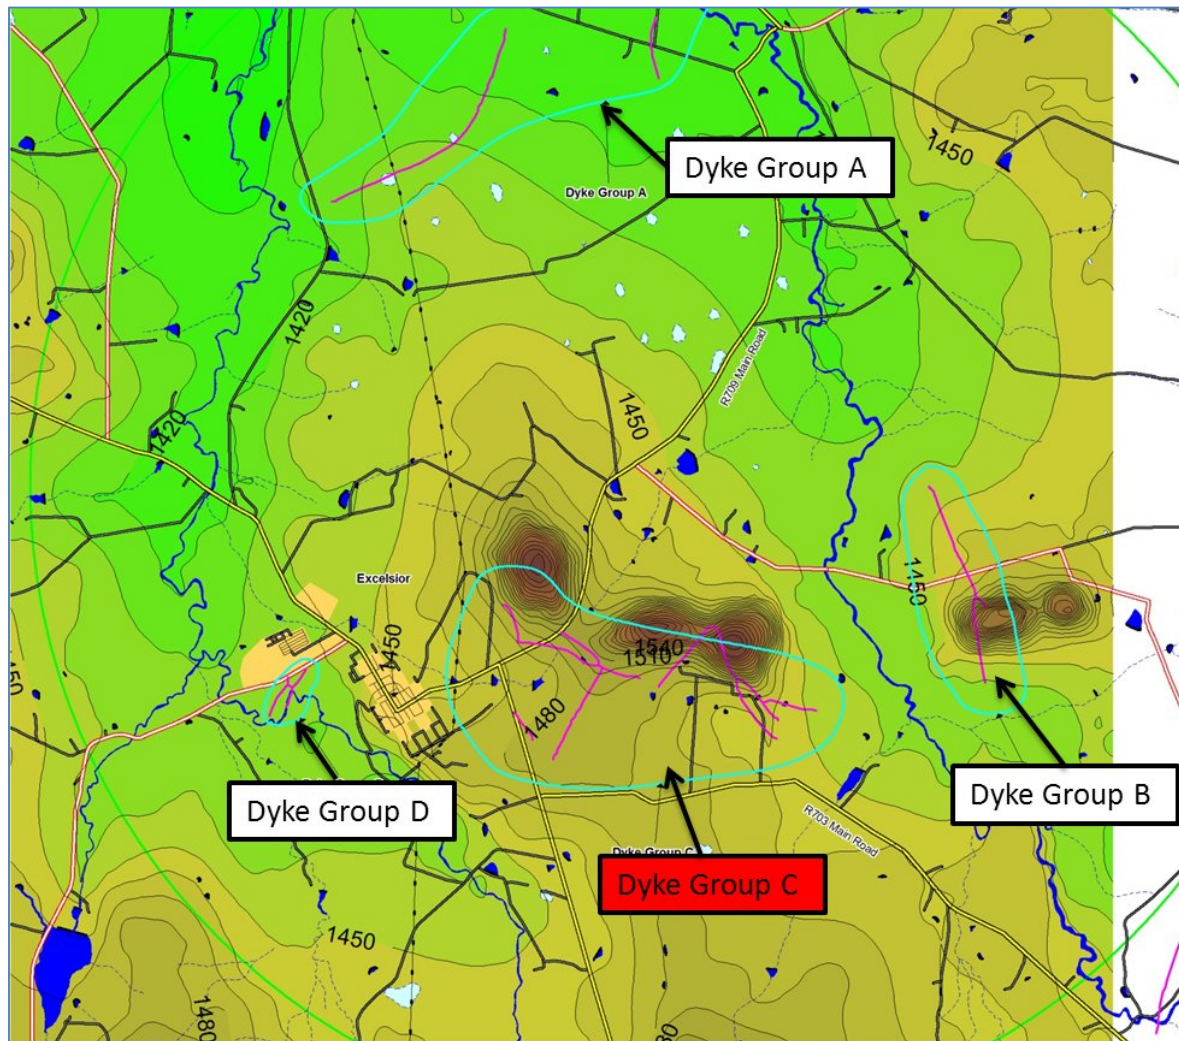 Dyke Group A
1450
Dyke Group A
1420
R709 Main Road
1450
1420
Excelsior
1450
1450
1540
1510
1450
1480
Dyke Group B
Dyke Group D
R703 Main Road
Dyke Group C
Dyke Group C
1450
1480